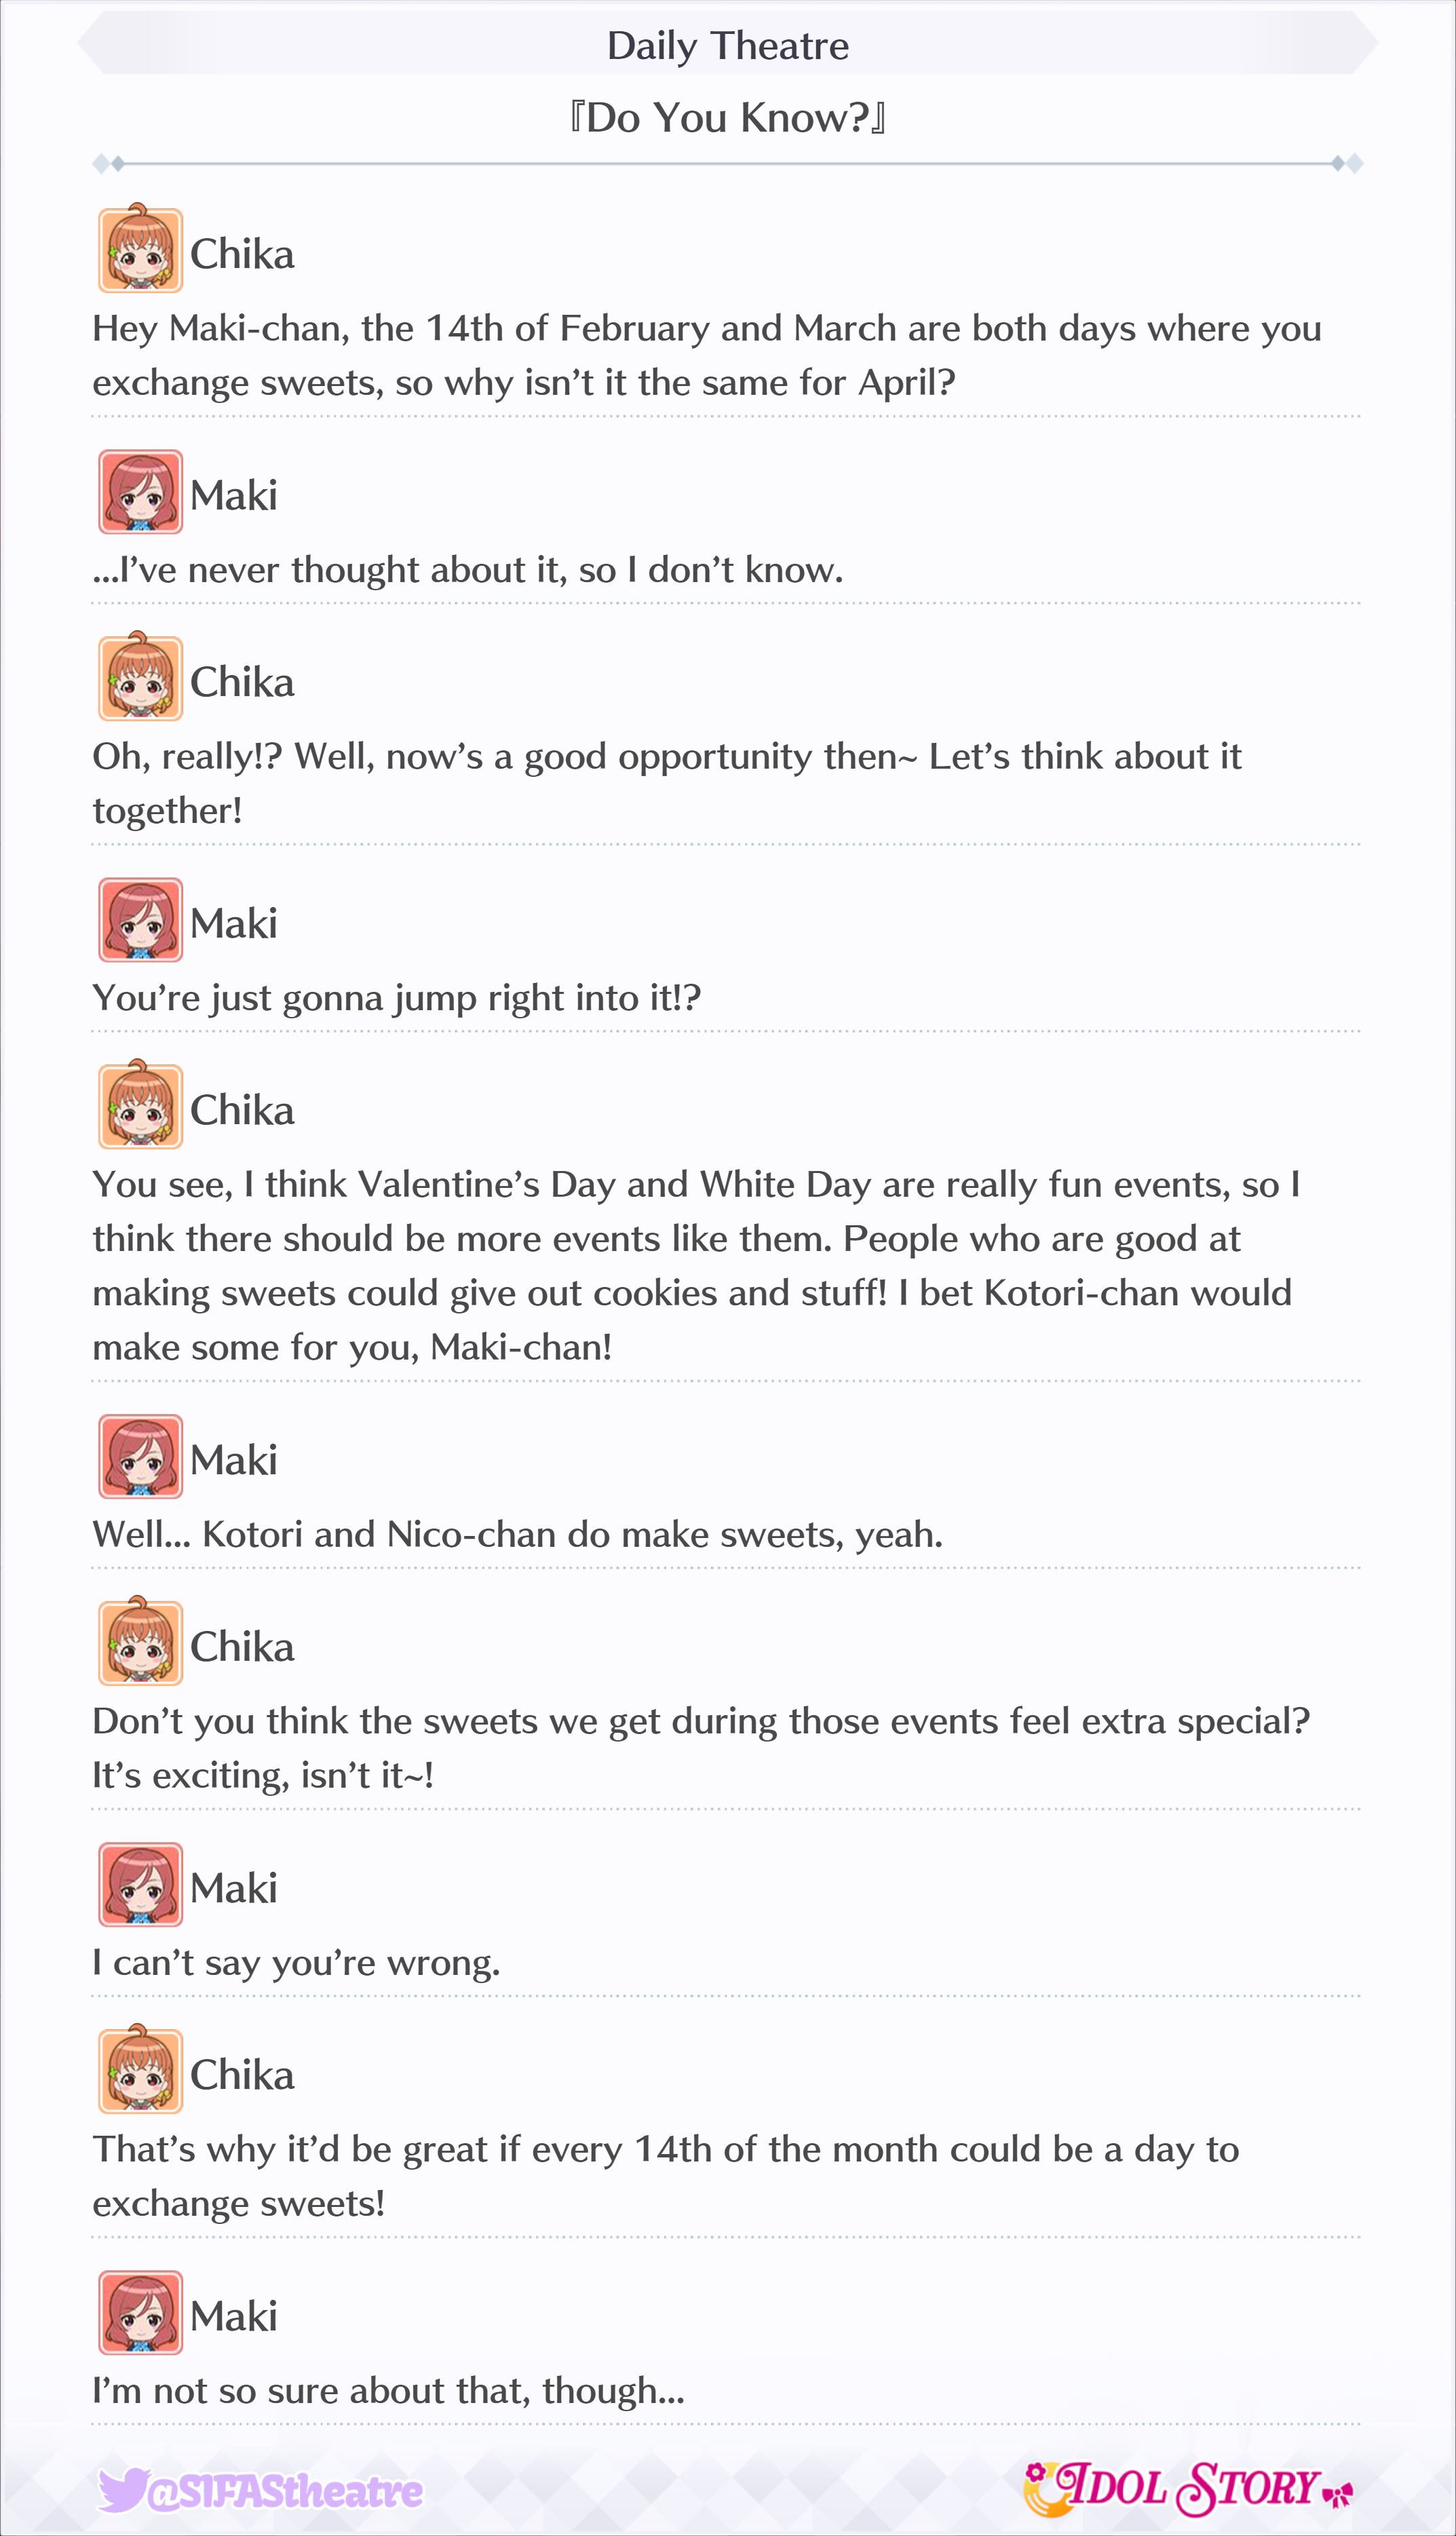 Daily Theatre
『Do You Know?』
Chika
Hey Maki-chan, the 14th of February and March are both days where you
exchange sweets, so why isn't it the same for April?
Maki
...I've never thought about it, so I don't know.
Chika
Oh, really!? Well, now's a good opportunity then~ Let's think about it
together!
Maki
You're just gonna jump right into it!?
Chika
You see, I think Valentine's Day and White Day are really fun events, so I
think there should be more events like them. People who are good at
making sweets could give out cookies and stuff! I bet Kotori-chan would
make some for you, Maki-chan!
Maki
Well... Kotori and Nico-chan do make sweets, yeah.
Chika
Don't you think the sweets we get during those events feel extra special?
It's exciting, isn't it~!
Maki
I can't say you're wrong.
Chika
That's why it'd be great if every 14th of the month could be a day to
exchange sweets!
Maki
I'm not so sure about that, though...
@SIFAStheatre
IDOL STORY